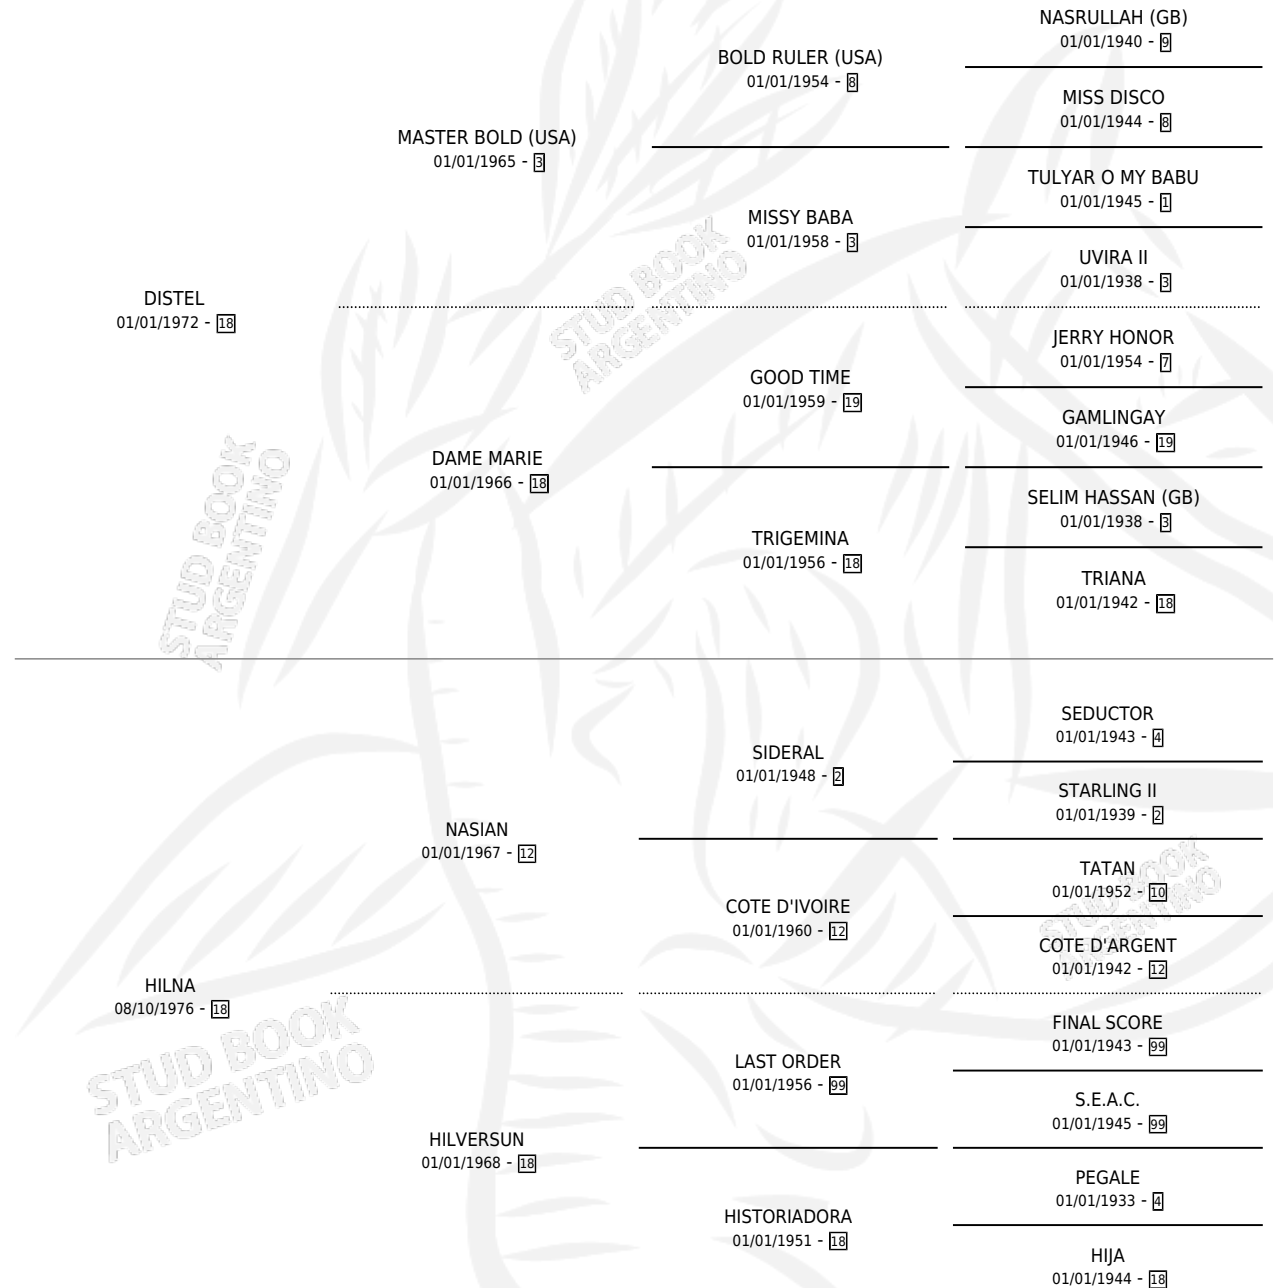 NASRULLAH (GB)
01/01/1940 - 9
BOLD RULER (USA)
01/01/1954 - 8
MISS DISCO
01/01/1944 - 8
MASTER BOLD (USA)
01/01/1965 - 3
TULYAR O MY BABU
01/01/1945 - 1
MISSY BABA
01/01/1958 - 3
UVIRA II
01/01/1938 - 3
DISTEL
01/01/1972 - 18
JERRY HONOR
01/01/1954 - 7
GOOD TIME
01/01/1959 - 19
GAMLINGAY
01/01/1946 - 19
DAME MARIE
01/01/1966 - 18
SELIM HASSAN (GB)
01/01/1938 - 3
TRIGEMINA
01/01/1956 - 18
TRIANA
01/01/1942 - 18
SEDUCTOR
01/01/1943 - 4
SIDERAL
01/01/1948 - 2
STARLING II
01/01/1939 - 2
NASIAN
01/01/1967 - 12
TATAN
01/01/1952 - 10
COTE D'IVOIRE
01/01/1960 - 12
COTE D'ARGENT
01/01/1942 - 12
HILNA
08/10/1976 - 18
FINAL SCORE
01/01/1943 - 99
LAST ORDER
01/01/1956 - 99
S.E.A.C.
01/01/1945 - 99
HILVERSUN
01/01/1968 - 18
PEGALE
01/01/1933 - 4
HISTORIADORA
01/01/1951 - 18
HIJA
01/01/1944 - 18
STUD BOOK
ARGENTINO
STUD BOOK
ARGENTINO
STUD BOOK
ARGENTINO
STUD BOOK
ARGENTINO